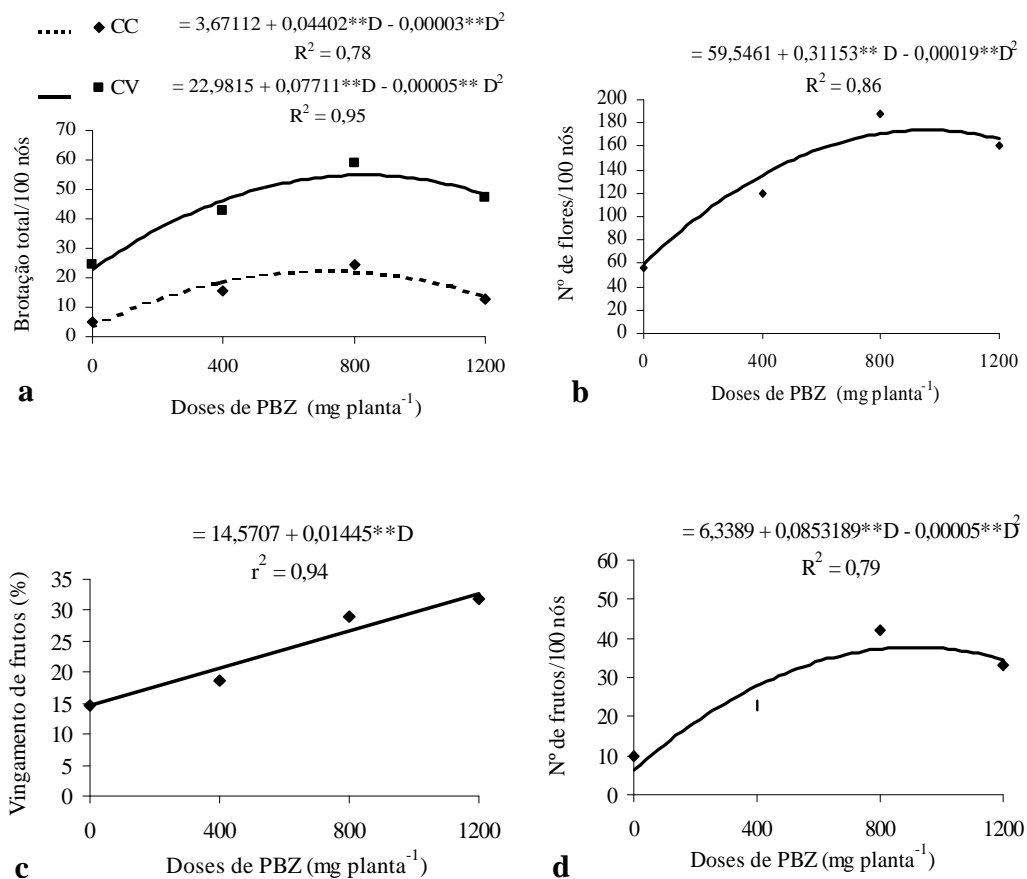 CC = 3,67112 + 0,04402**D - 0,00003**D²
R² = 0,78
CV = 22,9815 + 0,07711**D - 0,00005** D²
R² = 0,95
70
60
50
40
30
20
10
0
Brotação total/100 nós
0 400 800 1200
Doses de PBZ (mg planta⁻¹)
a
= 59,5461 + 0,31153** D - 0,00019**D²
R² = 0,86
200
180
160
140
120
100
80
60
40
20
0
Nº de flores/100 nós
0 400 800 1200
Doses de PBZ (mg planta⁻¹)
b
= 14,5707 + 0,01445**D
r² = 0,94
35
30
25
20
15
10
5
0
Vingamento de frutos (%)
0 400 800 1200
Doses de PBZ (mg planta⁻¹)
c
= 6,3389 + 0,0853189**D - 0,00005**D²
R² = 0,79
60
50
40
30
20
10
0
Nº de frutos/100 nós
0 400 800 1200
Doses de PBZ (mg planta⁻¹)
d